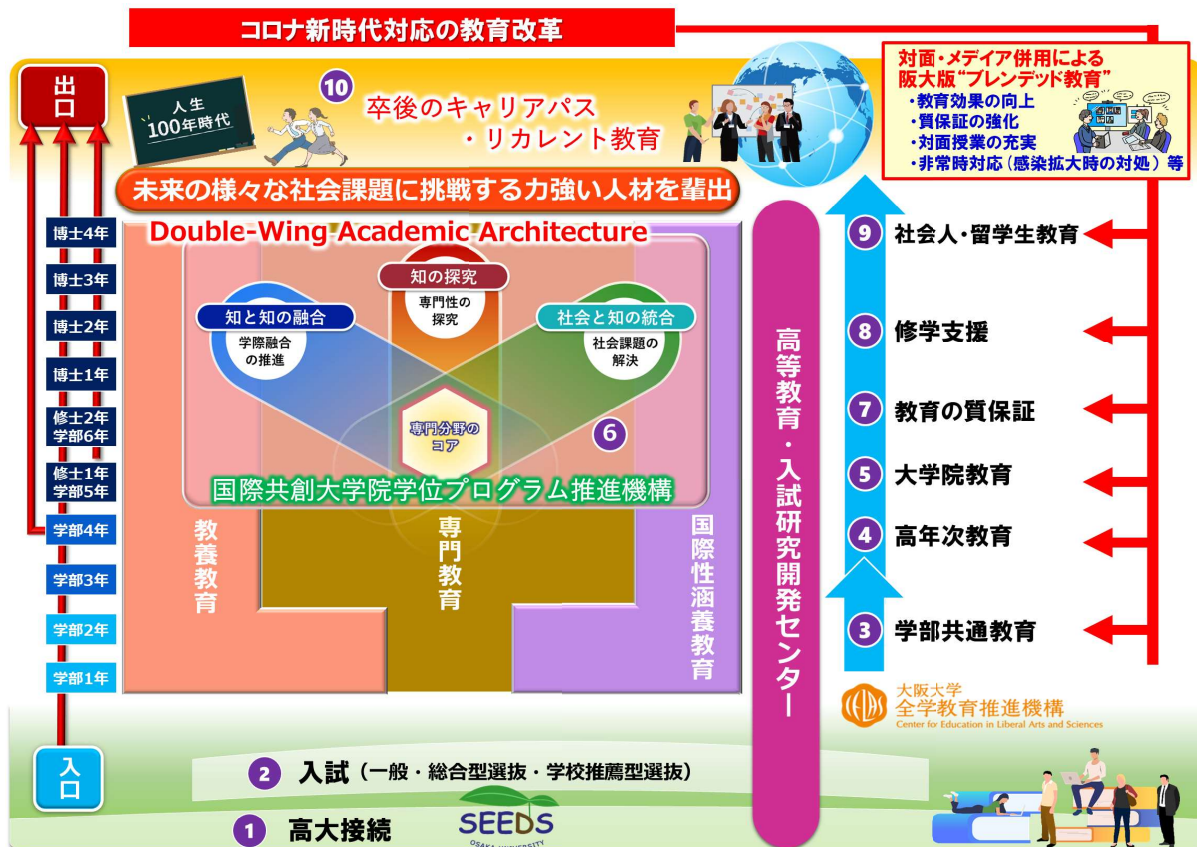 コロナ新時代対応の教育改革
出口
人生
100年時代
10
卒後のキャリアパス
・リカレント教育
対面・メデイア併用による
阪大版“ブレンデッド教育”
・教育効果の向上
・質保証の強化
・対面授業の充実
・非常時対応(感染拡大時の対処)等
未来の様々な社会課題に挑戦する力強い人材を輩出
Double-Wing Academic Architecture
博士4年
博士3年
博士2年
博士1年
修士2年
学部6年
修士1年
学部5年
学部4年
学部3年
学部2年
学部1年
知の探究
専門性の
探究
知と知の融合
学際融合
の推進
社会と知の統合
社会課題の
解決
専門分野の
コア
6
国際共創大学院学位プログラム推進機構
教養教育
専門教育
国際性涵養教育
高等教育・入試研究開発センター
9 社会人・留学生教育
8 修学支援
7 教育の質保証
5 大学院教育
4 高年次教育
3 学部共通教育
CELAS
大阪大学
全学教育推進機構
Center for Education in Liberal Arts and Sciences
入口
2 入試(一般・総合型選抜・学校推薦型選抜)
1 高大接続
SEEDS
OSAKA UNIVERSITY